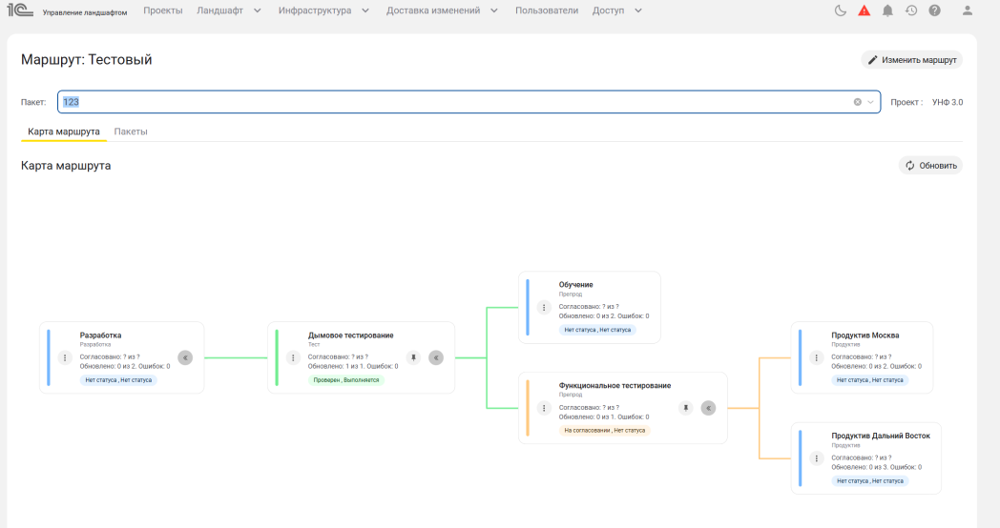 1С Управление ландшафтом Проекты Ландшафт Инфраструктура Доставка изменений Пользователи Доступ
Маршрут: Тестовый
Изменить маршрут
Пакет: 123 Проект: УНФ 3.0
Карта маршрута Пакеты
Карта маршрута
Обновить
Разработка
Разработка
Согласовано: ? из ?
Обновлено: 0 из 2. Ошибок: 0
Нет статуса , Нет статуса
Дымовое тестирование
Тест
Согласовано: ? из ?
Обновлено: 1 из 1. Ошибок: 0
Проверен , Выполняется
Обучение
Препрод
Согласовано: ? из ?
Обновлено: 0 из 2. Ошибок: 0
Нет статуса , Нет статуса
Функциональное тестирование
Препрод
Согласовано: ? из ?
Обновлено: 0 из 1. Ошибок: 0
На согласовании , Нет статуса
Продуктив Москва
Продуктив
Согласовано: ? из ?
Обновлено: 0 из 2. Ошибок: 0
Нет статуса , Нет статуса
Продуктив Дальний Восток
Продуктив
Согласовано: ? из ?
Обновлено: 0 из 3. Ошибок: 0
Нет статуса , Нет статуса